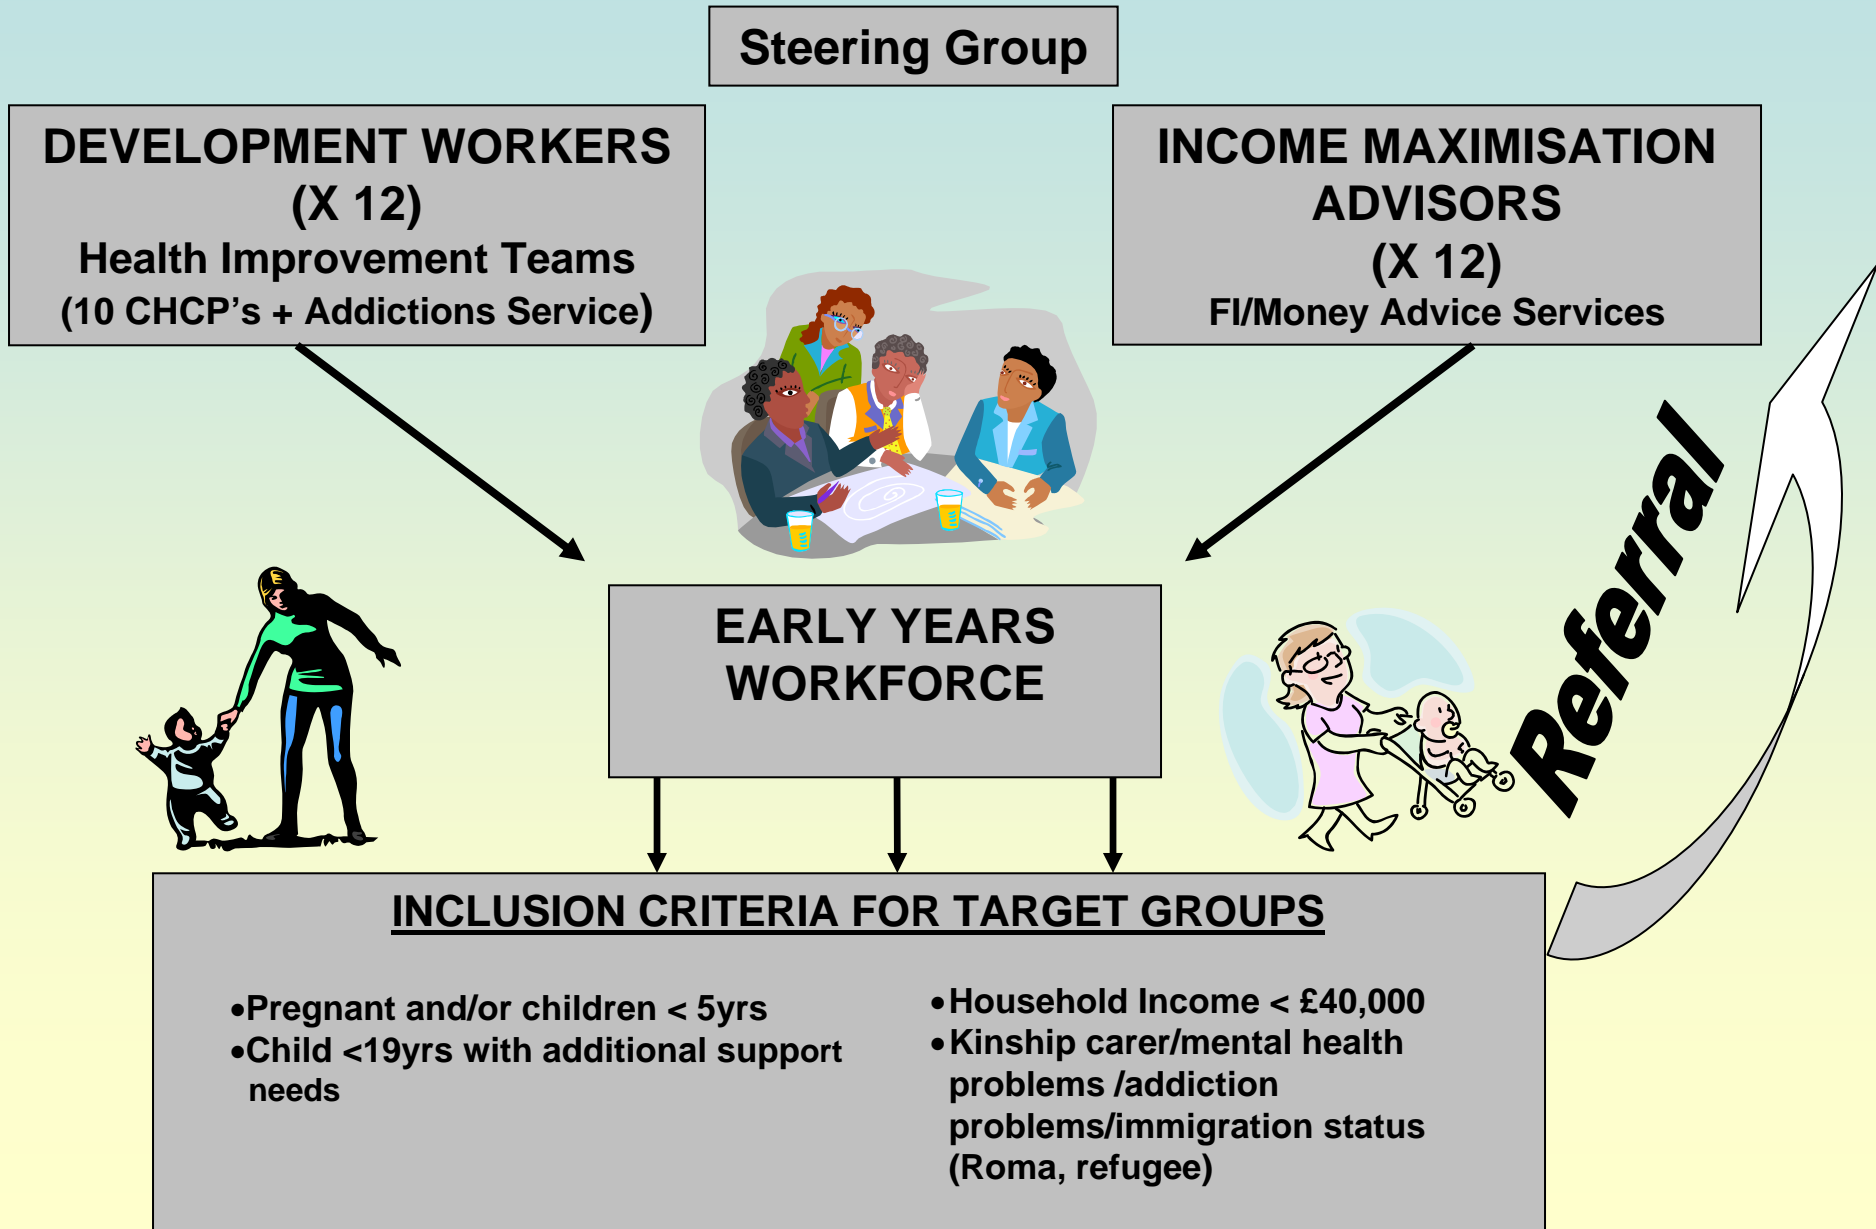 Steering Group
DEVELOPMENT WORKERS
(X 12)
Health Improvement Teams
(10 CHCP's + Addictions Service)
INCOME MAXIMISATION
ADVISORS
(X 12)
FI/Money Advice Services
Referral
EARLY YEARS
WORKFORCE
INCLUSION CRITERIA FOR TARGET GROUPS
•Pregnant and/or children < 5yrs
•Child <19yrs with additional support
needs
•Household Income < £40,000
•Kinship carer/mental health
problems /addiction
problems/immigration status
(Roma, refugee)